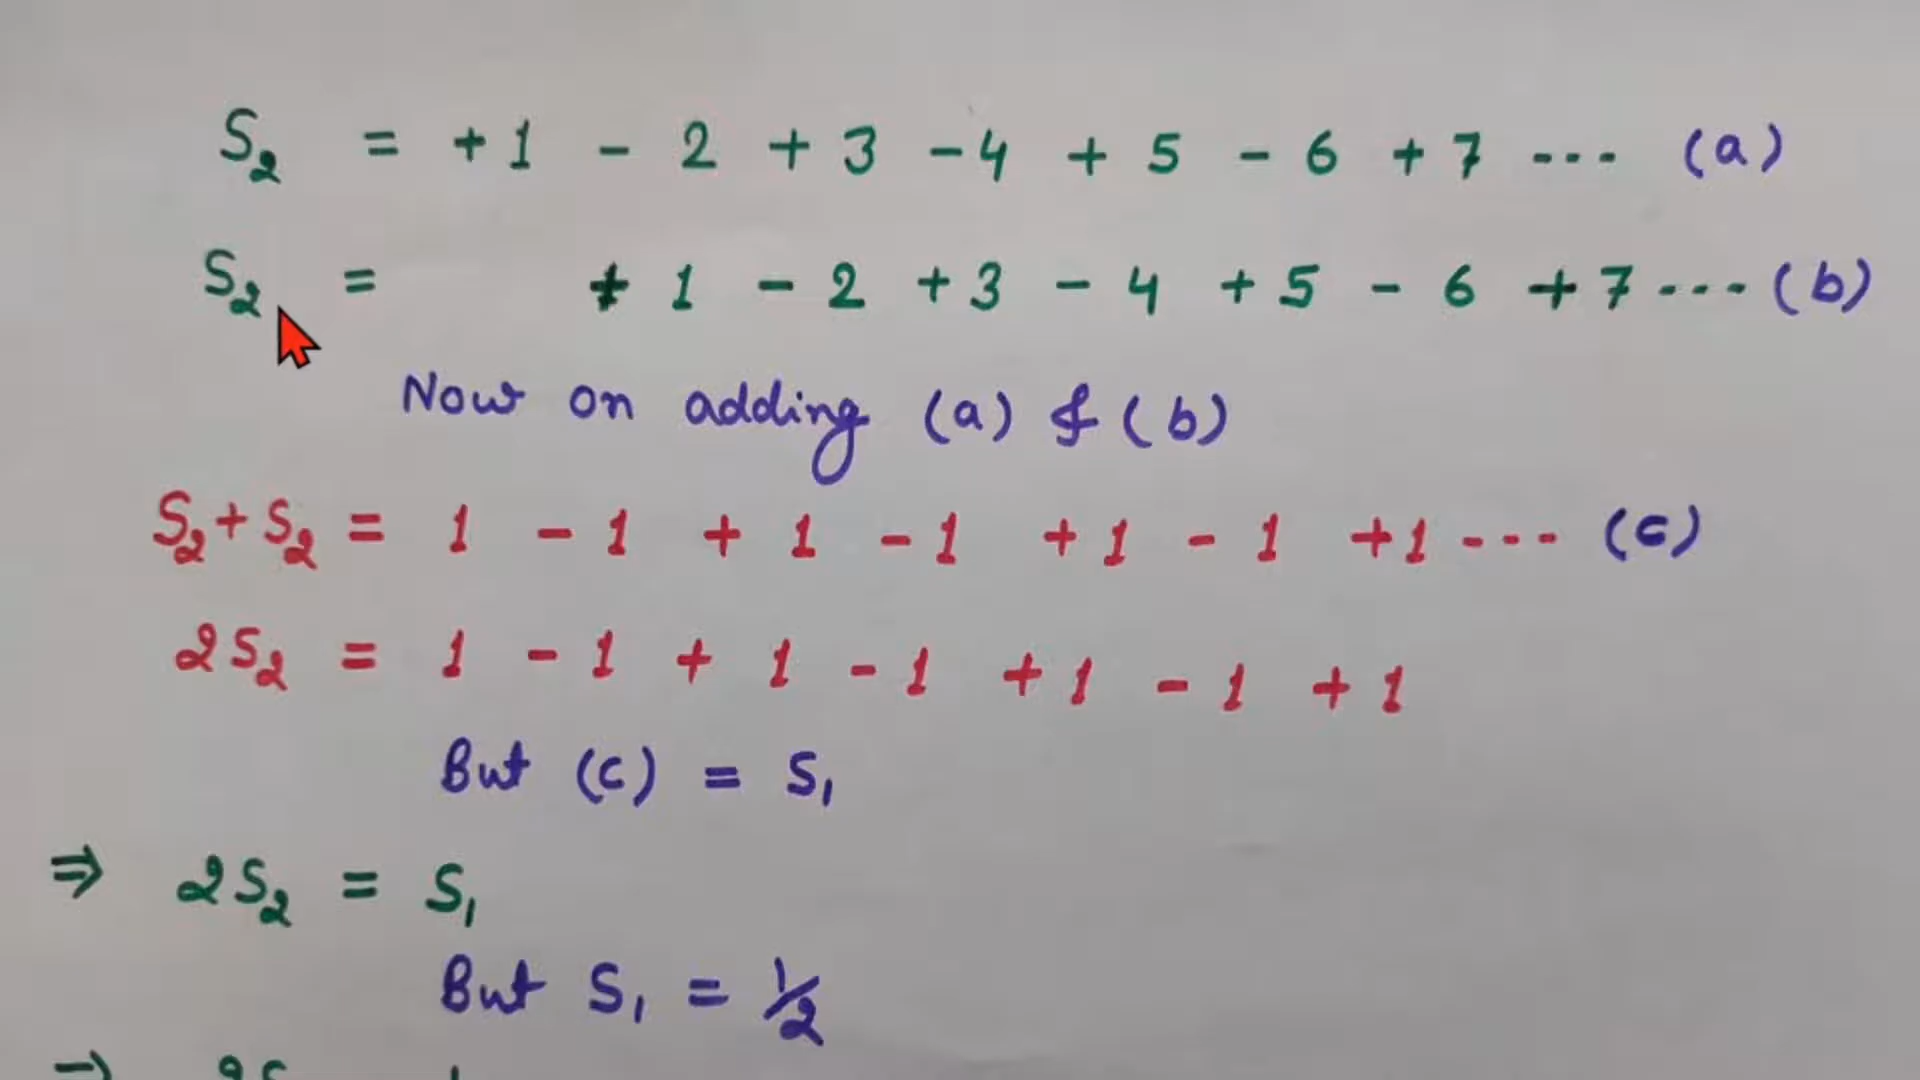 S₂ = +1 - 2 + 3 - 4 + 5 - 6 + 7 --- (a)
S₂ = + 1 - 2 + 3 - 4 + 5 - 6 + 7 --- (b)
Now on adding (a) & (b)
S₂ + S₂ = 1 - 1 + 1 - 1 + 1 - 1 + 1 --- (c)
2S₂ = 1 - 1 + 1 - 1 + 1 - 1 + 1
But (c) = S₁
⇒ 2S₂ = S₁
But S₁ = 1/2